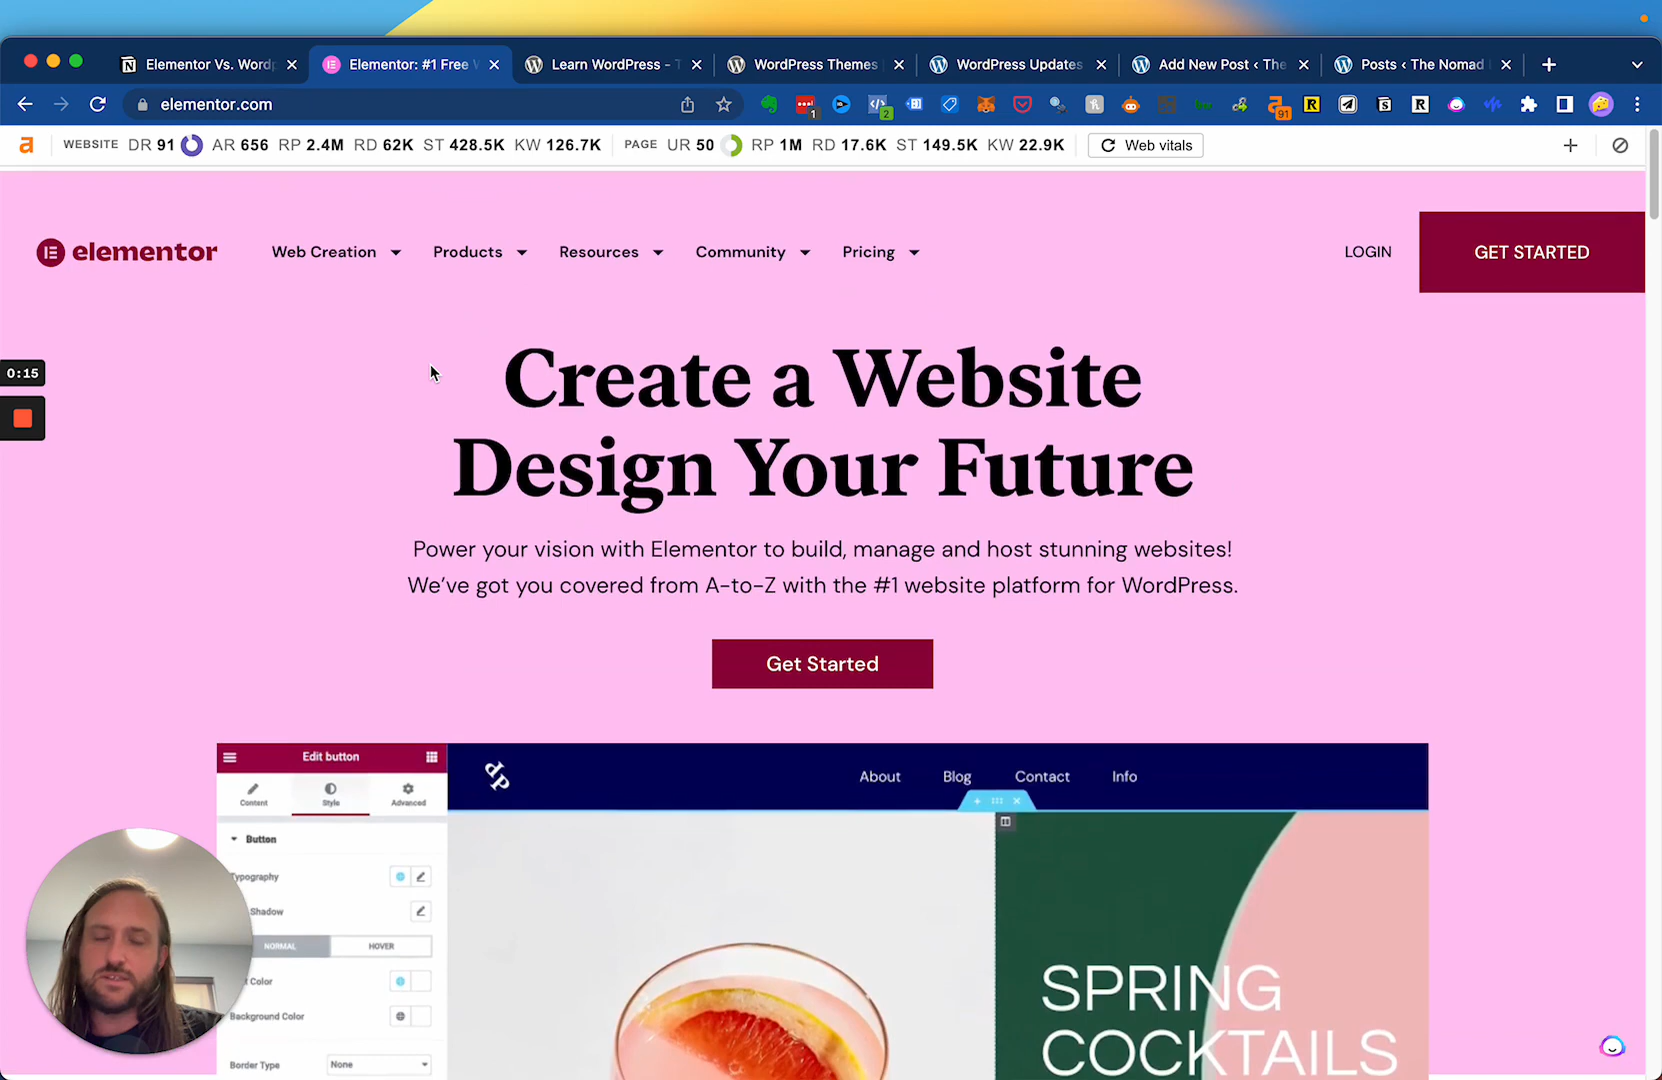 Elementor Vs. Wordp
Elementor: #1 Free W
Learn WordPress - T
WordPress Themes
WordPress Updates
Add New Post ‹ The
Posts ‹ The Nomad
elementor.com
1
2
91
WEBSITE DR 91 AR 656 RP 2.4M RD 62K ST 428.5K KW 126.7K PAGE UR 50 RP 1M RD 17.6K ST 149.5K KW 22.9K Web vitals
elementor
Web Creation
Products
Resources
Community
Pricing
LOGIN
GET STARTED
0:15
Create a Website
Design Your Future
Power your vision with Elementor to build, manage and host stunning websites!
We've got you covered from A-to-Z with the #1 website platform for WordPress.
Get Started
Edit button
Content
Style
Advanced
Button
Typography
Shadow
NORMAL
HOVER
Color
Background Color
Border Type
None
dp
About
Blog
Contact
Info
SPRING
COCKTAILS